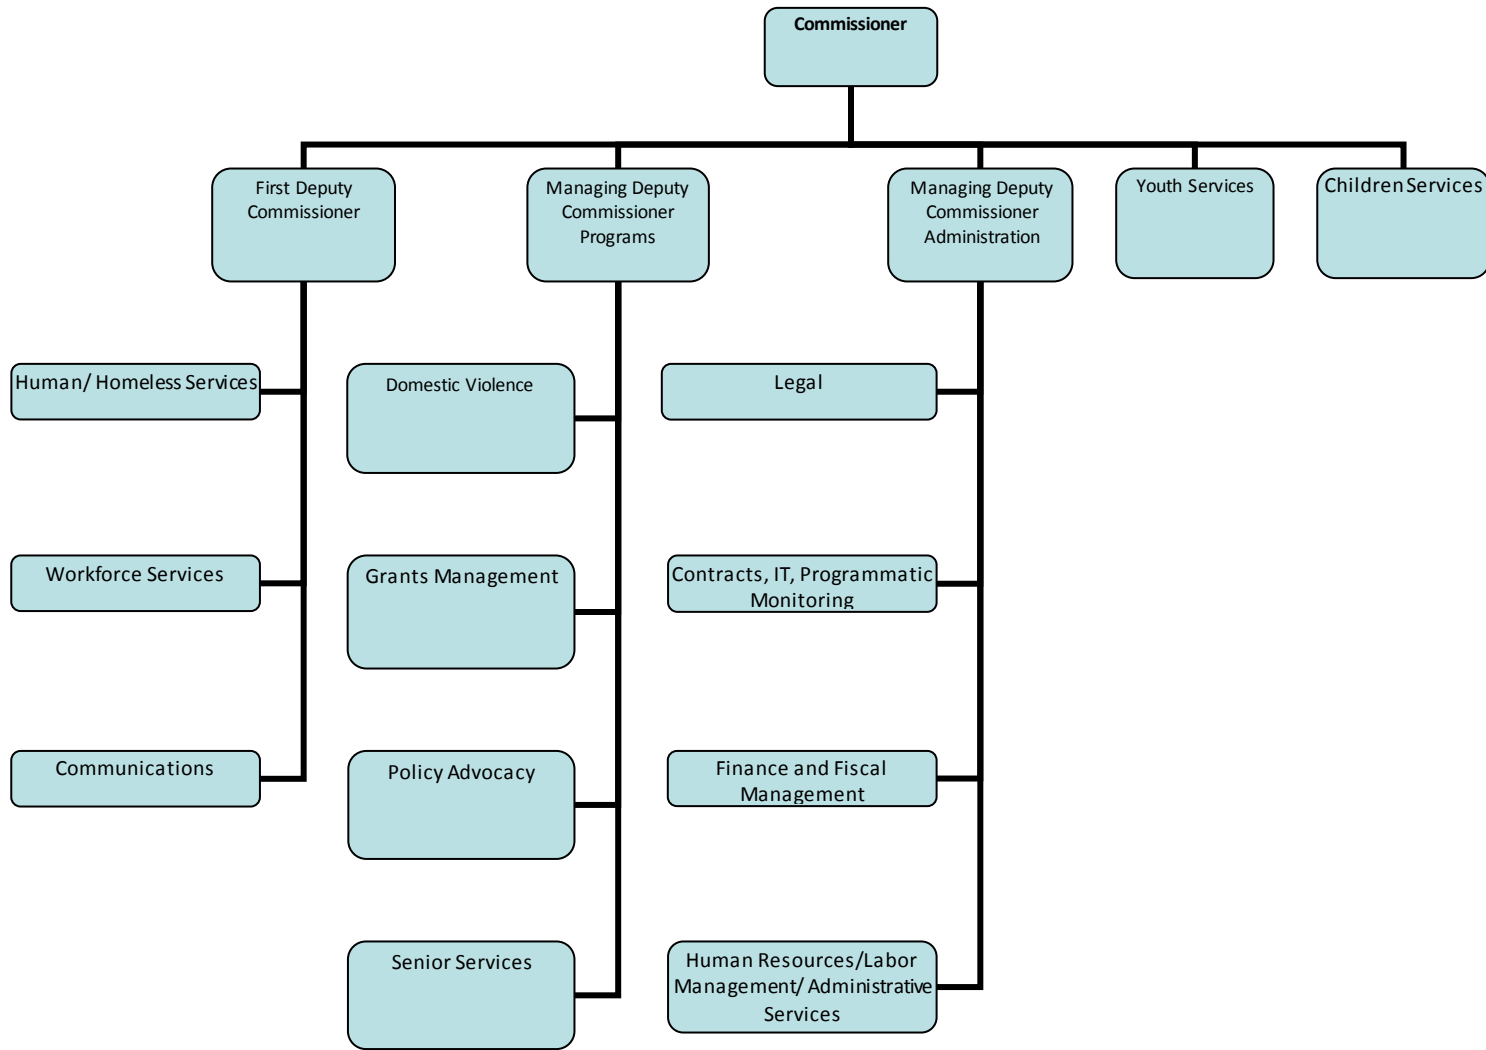 Commissioner
First Deputy
Commissioner
Managing Deputy
Commissioner
Programs
Managing Deputy
Commissioner
Administration
Youth Services
Children Services
Human/ Homeless Services
Domestic Violence
Legal
Workforce Services
Grants Management
Contracts, IT, Programmatic
Monitoring
Communications
Policy Advocacy
Finance and Fiscal
Management
Senior Services
Human Resources/Labor
Management/ Administrative
Services